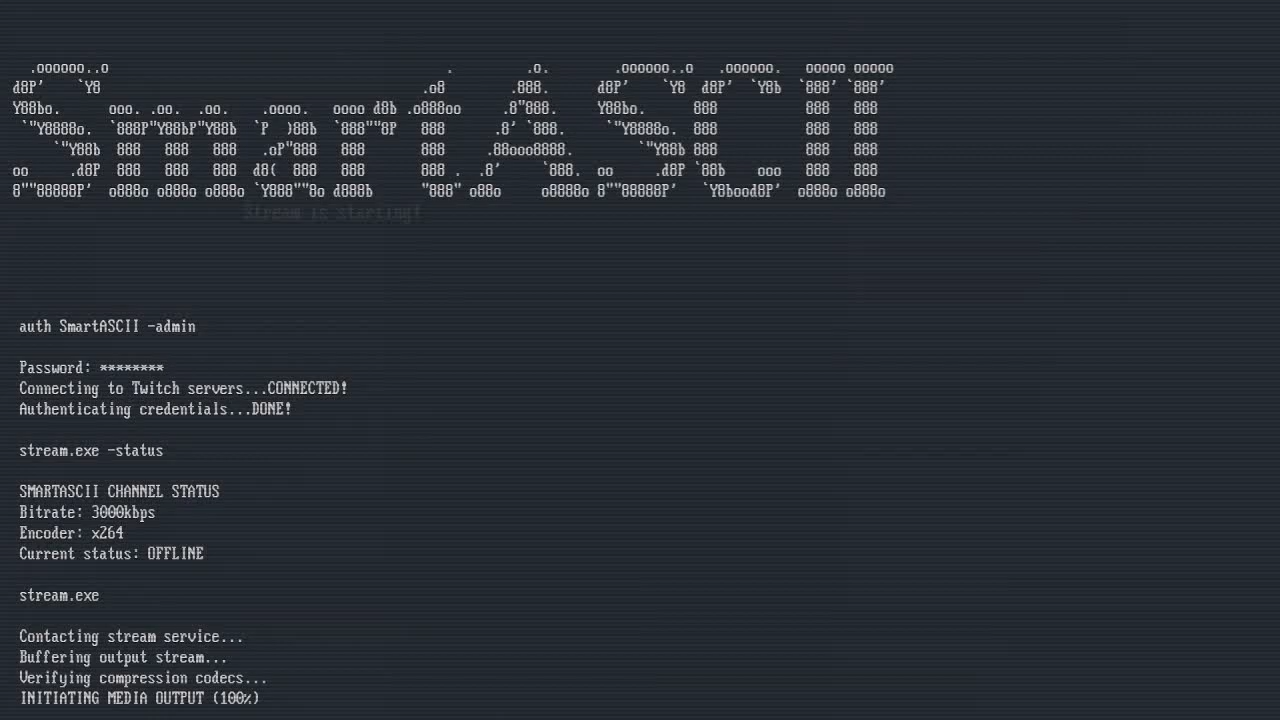 SmartASCII
Stream is starting!
auth SmartASCII -admin
Password: ********
Connecting to Twitch servers...CONNECTED!
Authenticating credentials...DONE!
stream.exe -status
SMARTASCII CHANNEL STATUS
Bitrate: 3000kbps
Encoder: x264
Current status: OFFLINE
stream.exe
Contacting stream service...
Buffering output stream...
Verifying compression codecs...
INITIATING MEDIA OUTPUT (100%)